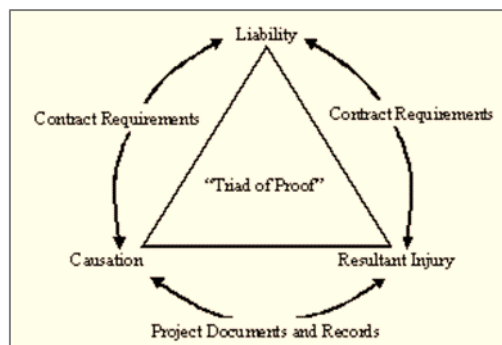 Liability
Contract Requirements
Contract Requirements
“Triad of Proof”
Causation
Resultant Injury
Project Documents and Records